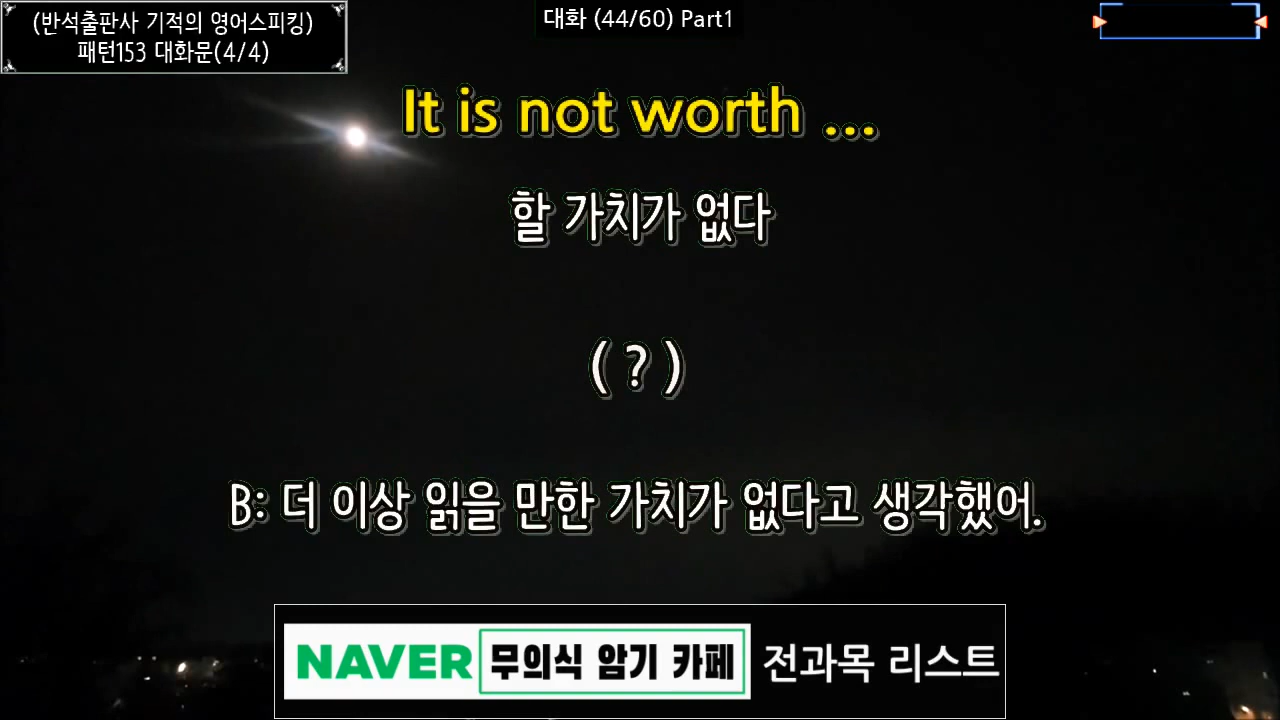 (반석출판사 기적의 영어스피킹)
패턴153 대화문(4/4)
대화 (44/60) Part1
It is not worth ...
할 가치가 없다
( ? )
B: 더 이상 읽을 만한 가치가 없다고 생각했어.
NAVER 무의식 암기 카페 전과목 리스트